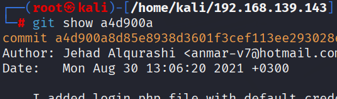 ┌──(root㉿kali)-[/home/kali/192.168.139.143]
└─# git show a4d900a
commit a4d900a8d85e8938d3601f3cef113ee293028
Author: Jehad Alqurashi <anmar-v7@hotmail.com
Date: Mon Aug 30 13:06:20 2021 +0300
I added login.php file with default cred